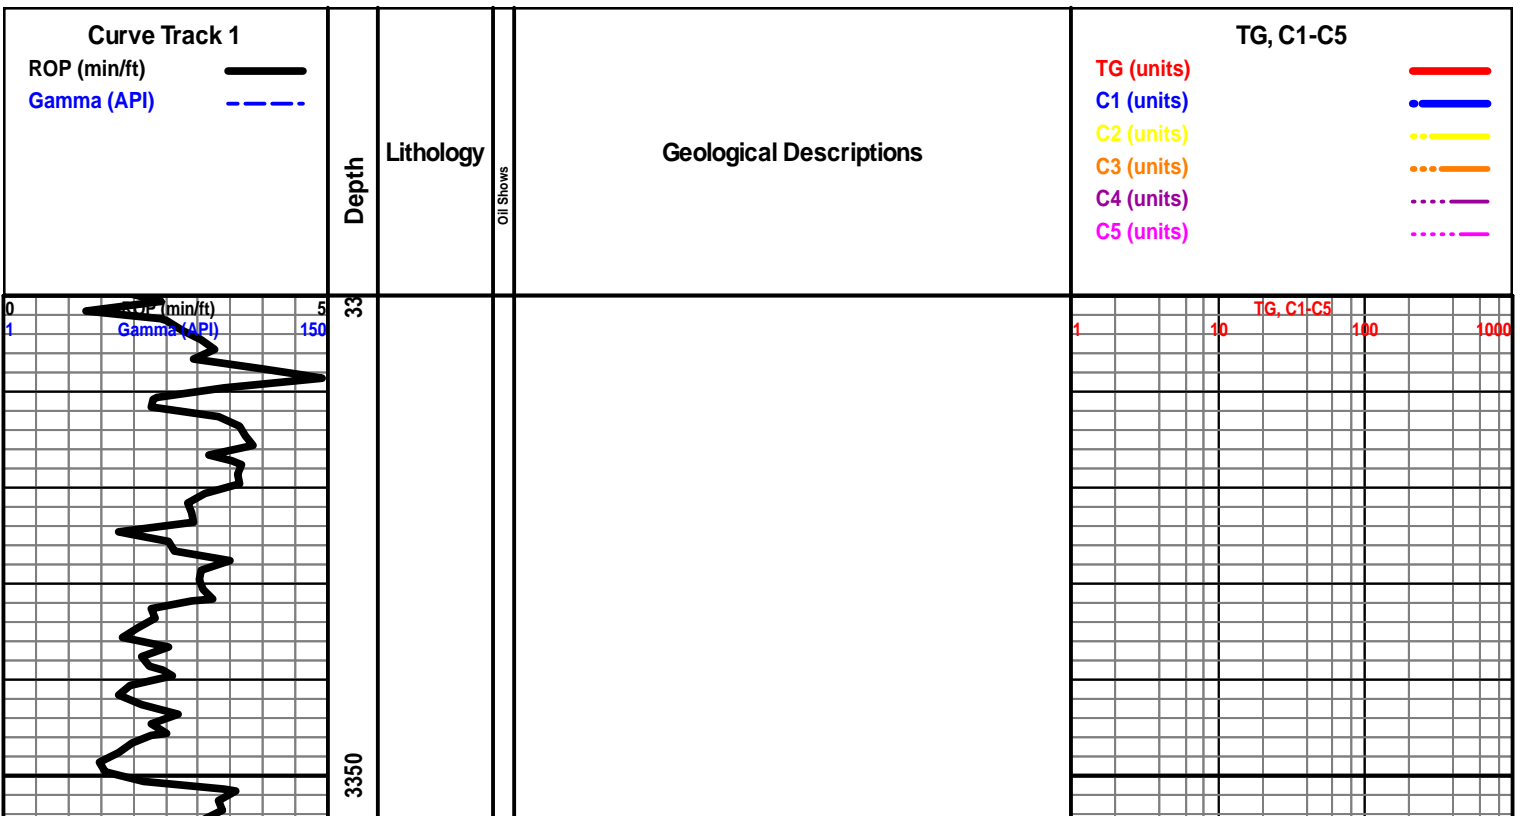 Curve Track 1
ROP (min/ft)
Gamma (API)
Depth
Lithology
Oil Shows
Geological Descriptions
TG, C1-C5
TG (units)
C1 (units)
C2 (units)
C3 (units)
C4 (units)
C5 (units)
0 ROP (min/ft) 5
1 Gamma (API) 150
33
TG, C1-C5
1 10 100 1000
3350